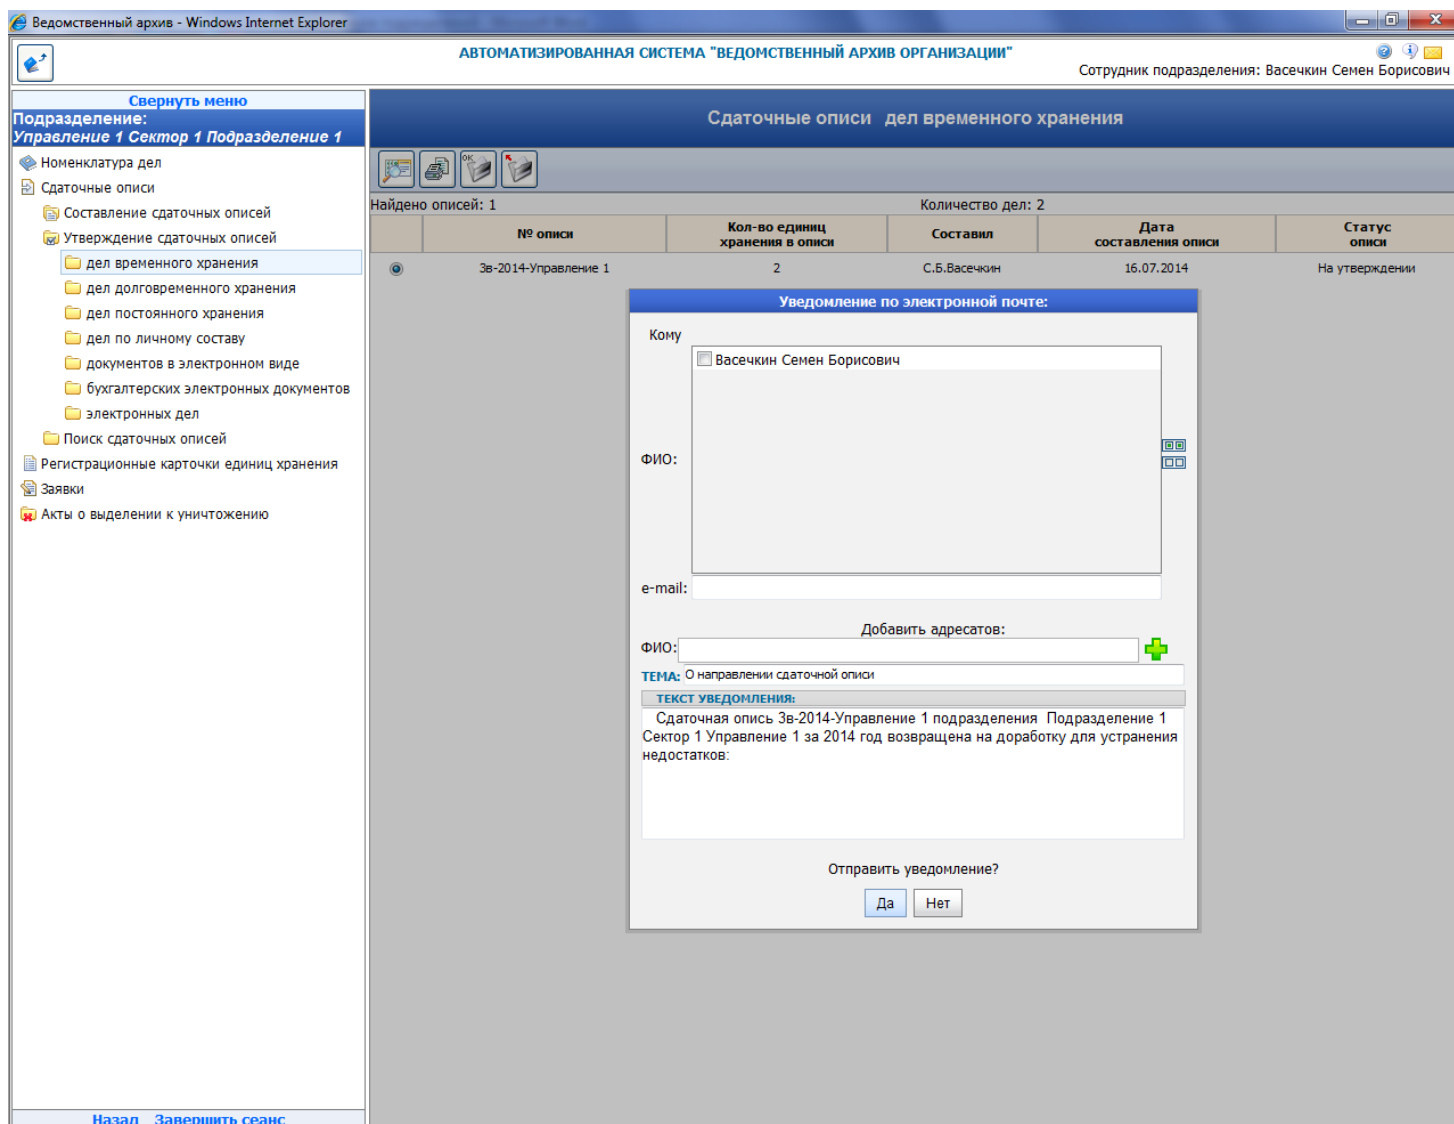 Ведомственный архив - Windows Internet Explorer
АВТОМАТИЗИРОВАННАЯ СИСТЕМА "ВЕДОМСТВЕННЫЙ АРХИВ ОРГАНИЗАЦИИ"
Сотрудник подразделения: Васечкин Семен Борисович
Свернуть меню
Подразделение:
Управление 1 Сектор 1 Подразделение 1
Номенклатура дел
Сдаточные описи
Составление сдаточных описей
Утверждение сдаточных описей
дел временного хранения
дел долговременного хранения
дел постоянного хранения
дел по личному составу
документов в электронном виде
бухгалтерских электронных документов
электронных дел
Поиск сдаточных описей
Регистрационные карточки единиц хранения
Заявки
Акты о выделении к уничтожению
Назад Завершить сеанс
Сдаточные описи дел временного хранения
OK
Найдено описей: 1 Количество дел: 2
№ описи Кол-во единиц хранения в описи Составил Дата составления описи Статус описи
3в-2014-Управление 1 2 С.Б.Васечкин 16.07.2014 На утверждении
Уведомление по электронной почте:
Кому
Васечкин Семен Борисович
ФИО:
e-mail:
Добавить адресатов:
ФИО:
ТЕМА: О направлении сдаточной описи
ТЕКСТ УВЕДОМЛЕНИЯ:
Сдаточная опись 3в-2014-Управление 1 подразделения Подразделение 1
Сектор 1 Управление 1 за 2014 год возвращена на доработку для устранения
недостатков:
Отправить уведомление?
Да Нет